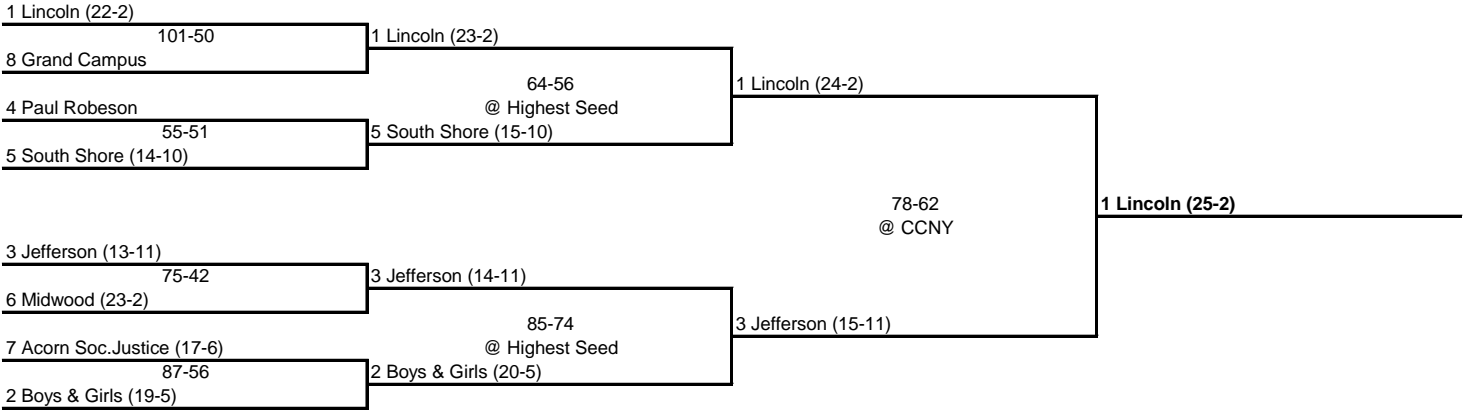 1 Lincoln (22-2)
101-50
8 Grand Campus
1 Lincoln (23-2)
64-56
@ Highest Seed
4 Paul Robeson
55-51
5 South Shore (14-10)
5 South Shore (15-10)
1 Lincoln (24-2)
78-62
@ CCNY
1 Lincoln (25-2)
3 Jefferson (13-11)
75-42
6 Midwood (23-2)
3 Jefferson (14-11)
85-74
@ Highest Seed
7 Acorn Soc.Justice (17-6)
87-56
2 Boys & Girls (19-5)
2 Boys & Girls (20-5)
3 Jefferson (15-11)